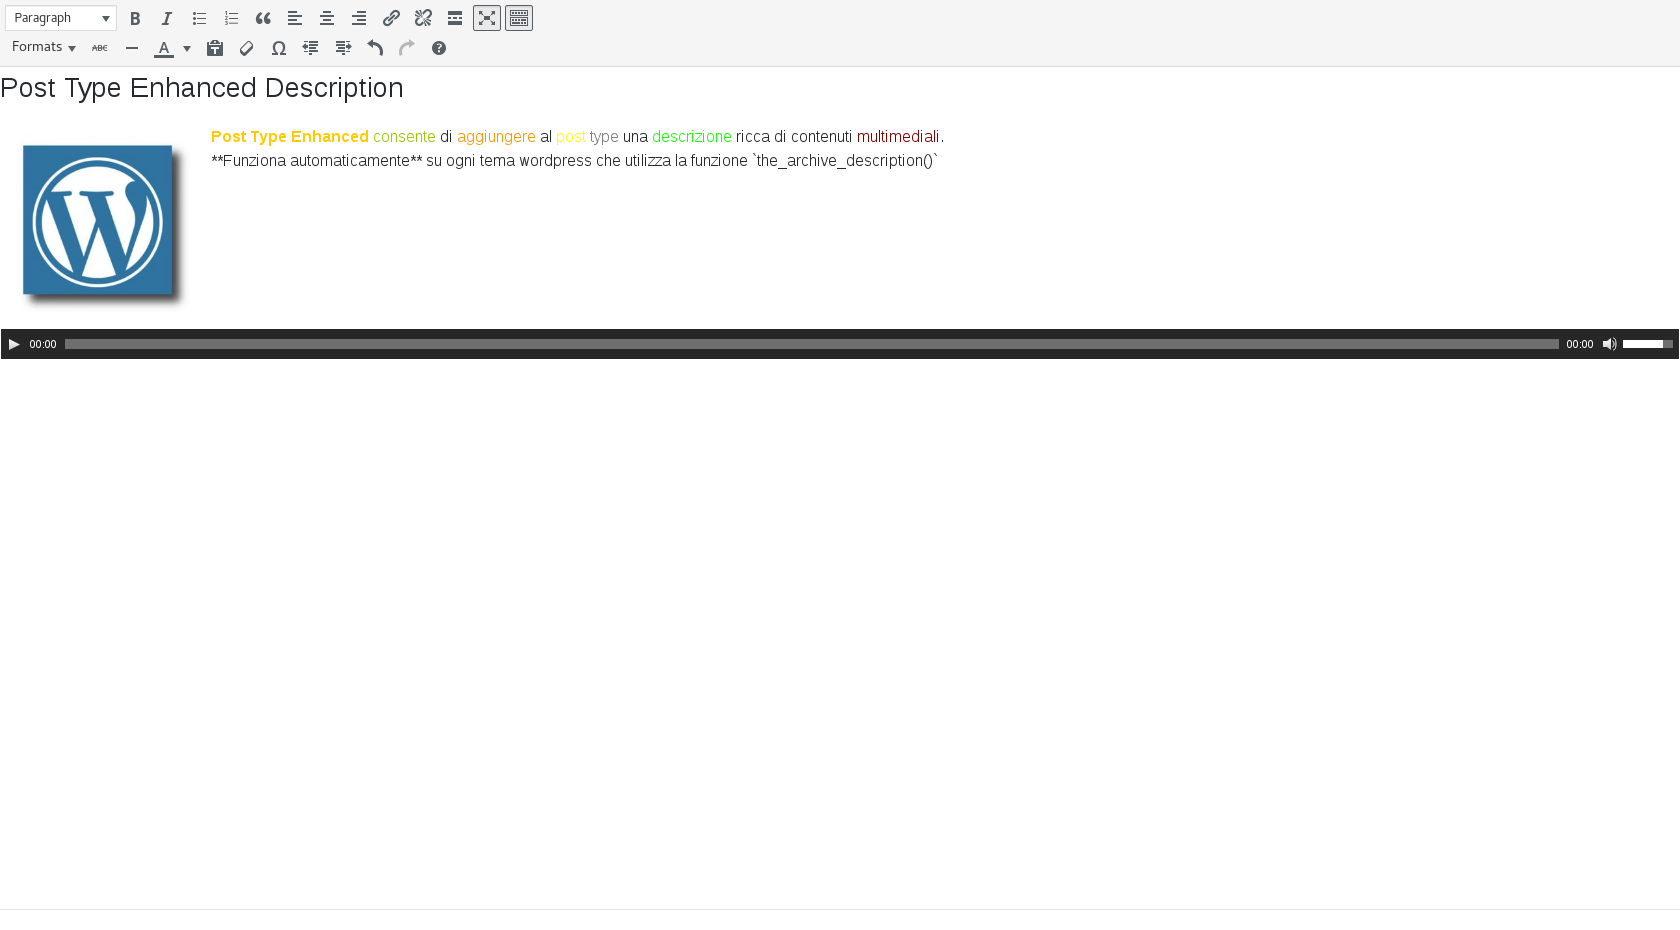 Paragraph
Formats ABC A
Post Type Enhanced Description
Post Type Enhanced consente di aggiungere al post type una descrizione ricca di contenuti multimediali.
**Funziona automaticamente** su ogni tema wordpress che utilizza la funzione `the_archive_description()`
00:00 00:00